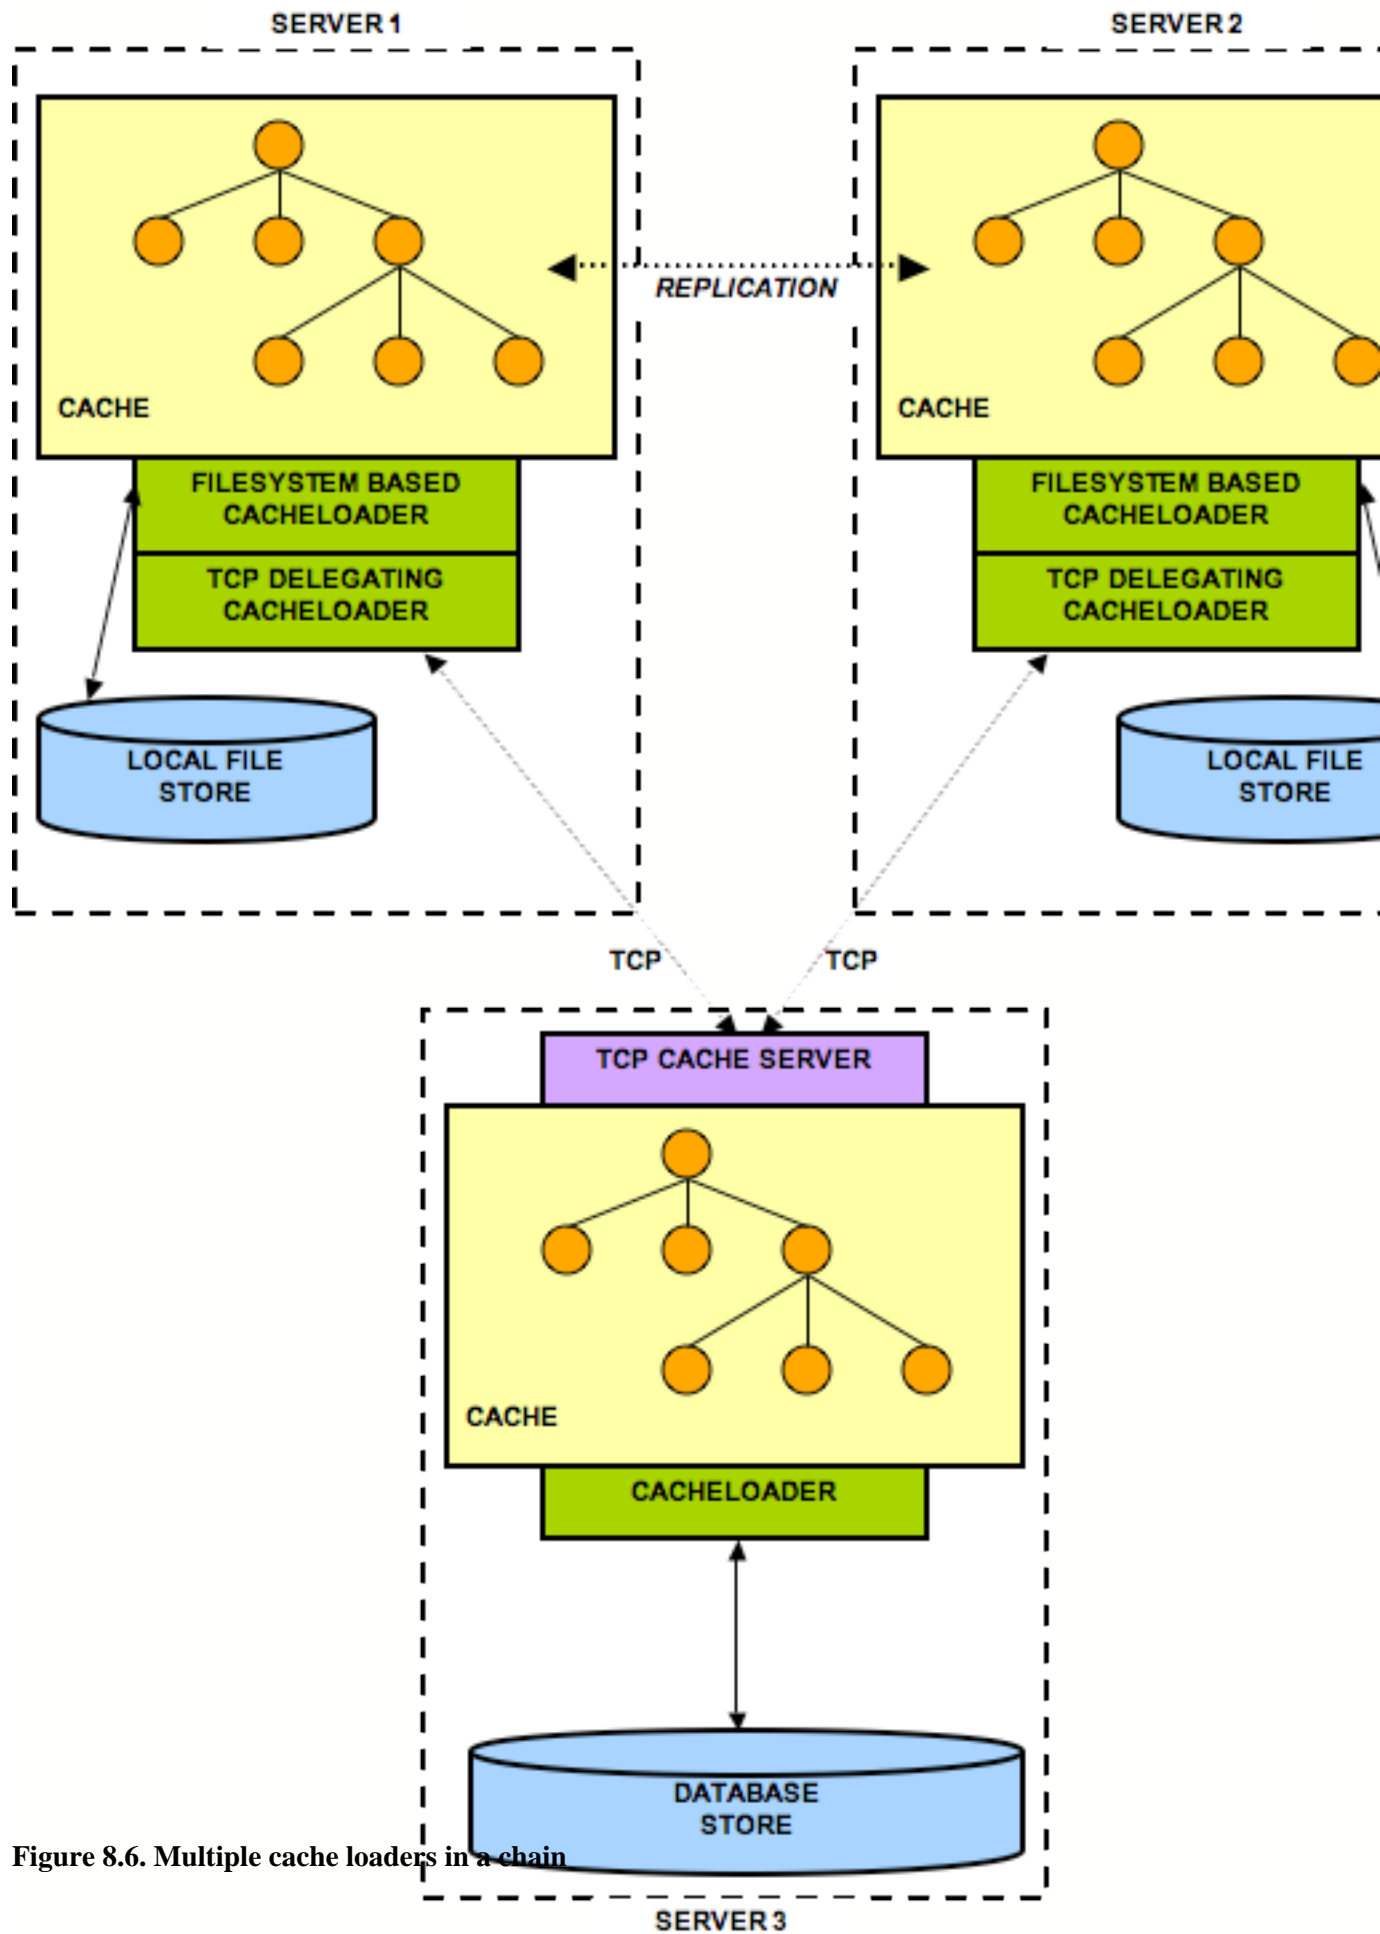 SERVER 1
SERVER 2
REPLICATION
CACHE
CACHE
FILESYSTEM BASED
CACHELOADER
FILESYSTEM BASED
CACHELOADER
TCP DELEGATING
CACHELOADER
TCP DELEGATING
CACHELOADER
LOCAL FILE
STORE
LOCAL FILE
STORE
TCP
TCP
TCP CACHE SERVER
CACHE
CACHELOADER
DATABASE
STORE
Figure 8.6. Multiple cache loaders in a chain
SERVER 3